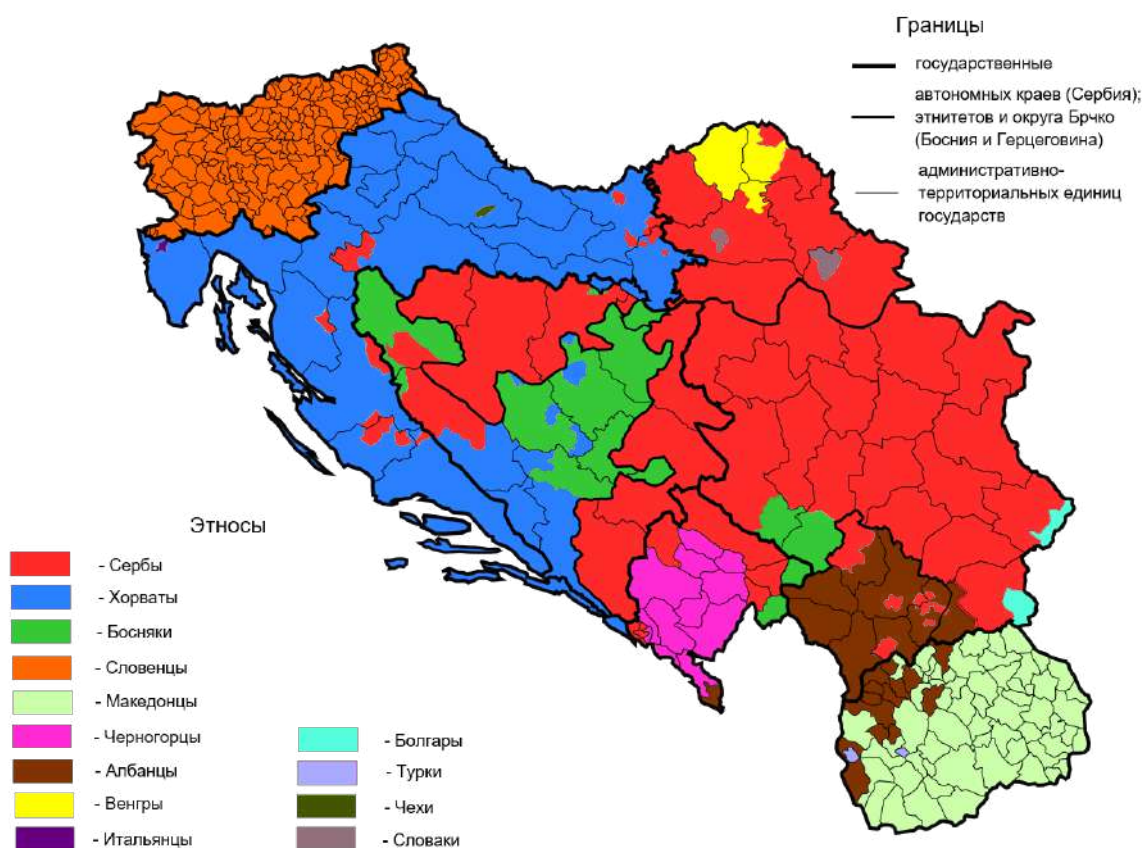 Границы
государственные
автономных краев (Сербия);
этнитетов и округа Брчко
(Босния и Герцеговина)
административно-
территориальных единиц
государств
Этносы
- Сербы
- Хорваты
- Босняки
- Словенцы
- Македонцы
- Черногорцы
- Албанцы
- Венгры
- Итальянцы
- Болгары
- Турки
- Чехи
- Словаки